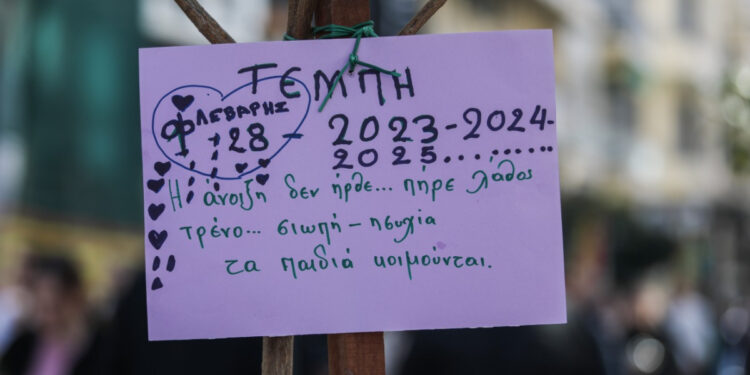 ΤΕΜΠΗ
ΦΛΕΒΑΡΗΣ
28 - 2023-2024-
2025.........
Η άνοιξη δεν ήρθε... πήρε λάθος
τρένο... σιωπή - ησυχία
τα παιδιά κοιμούνται.